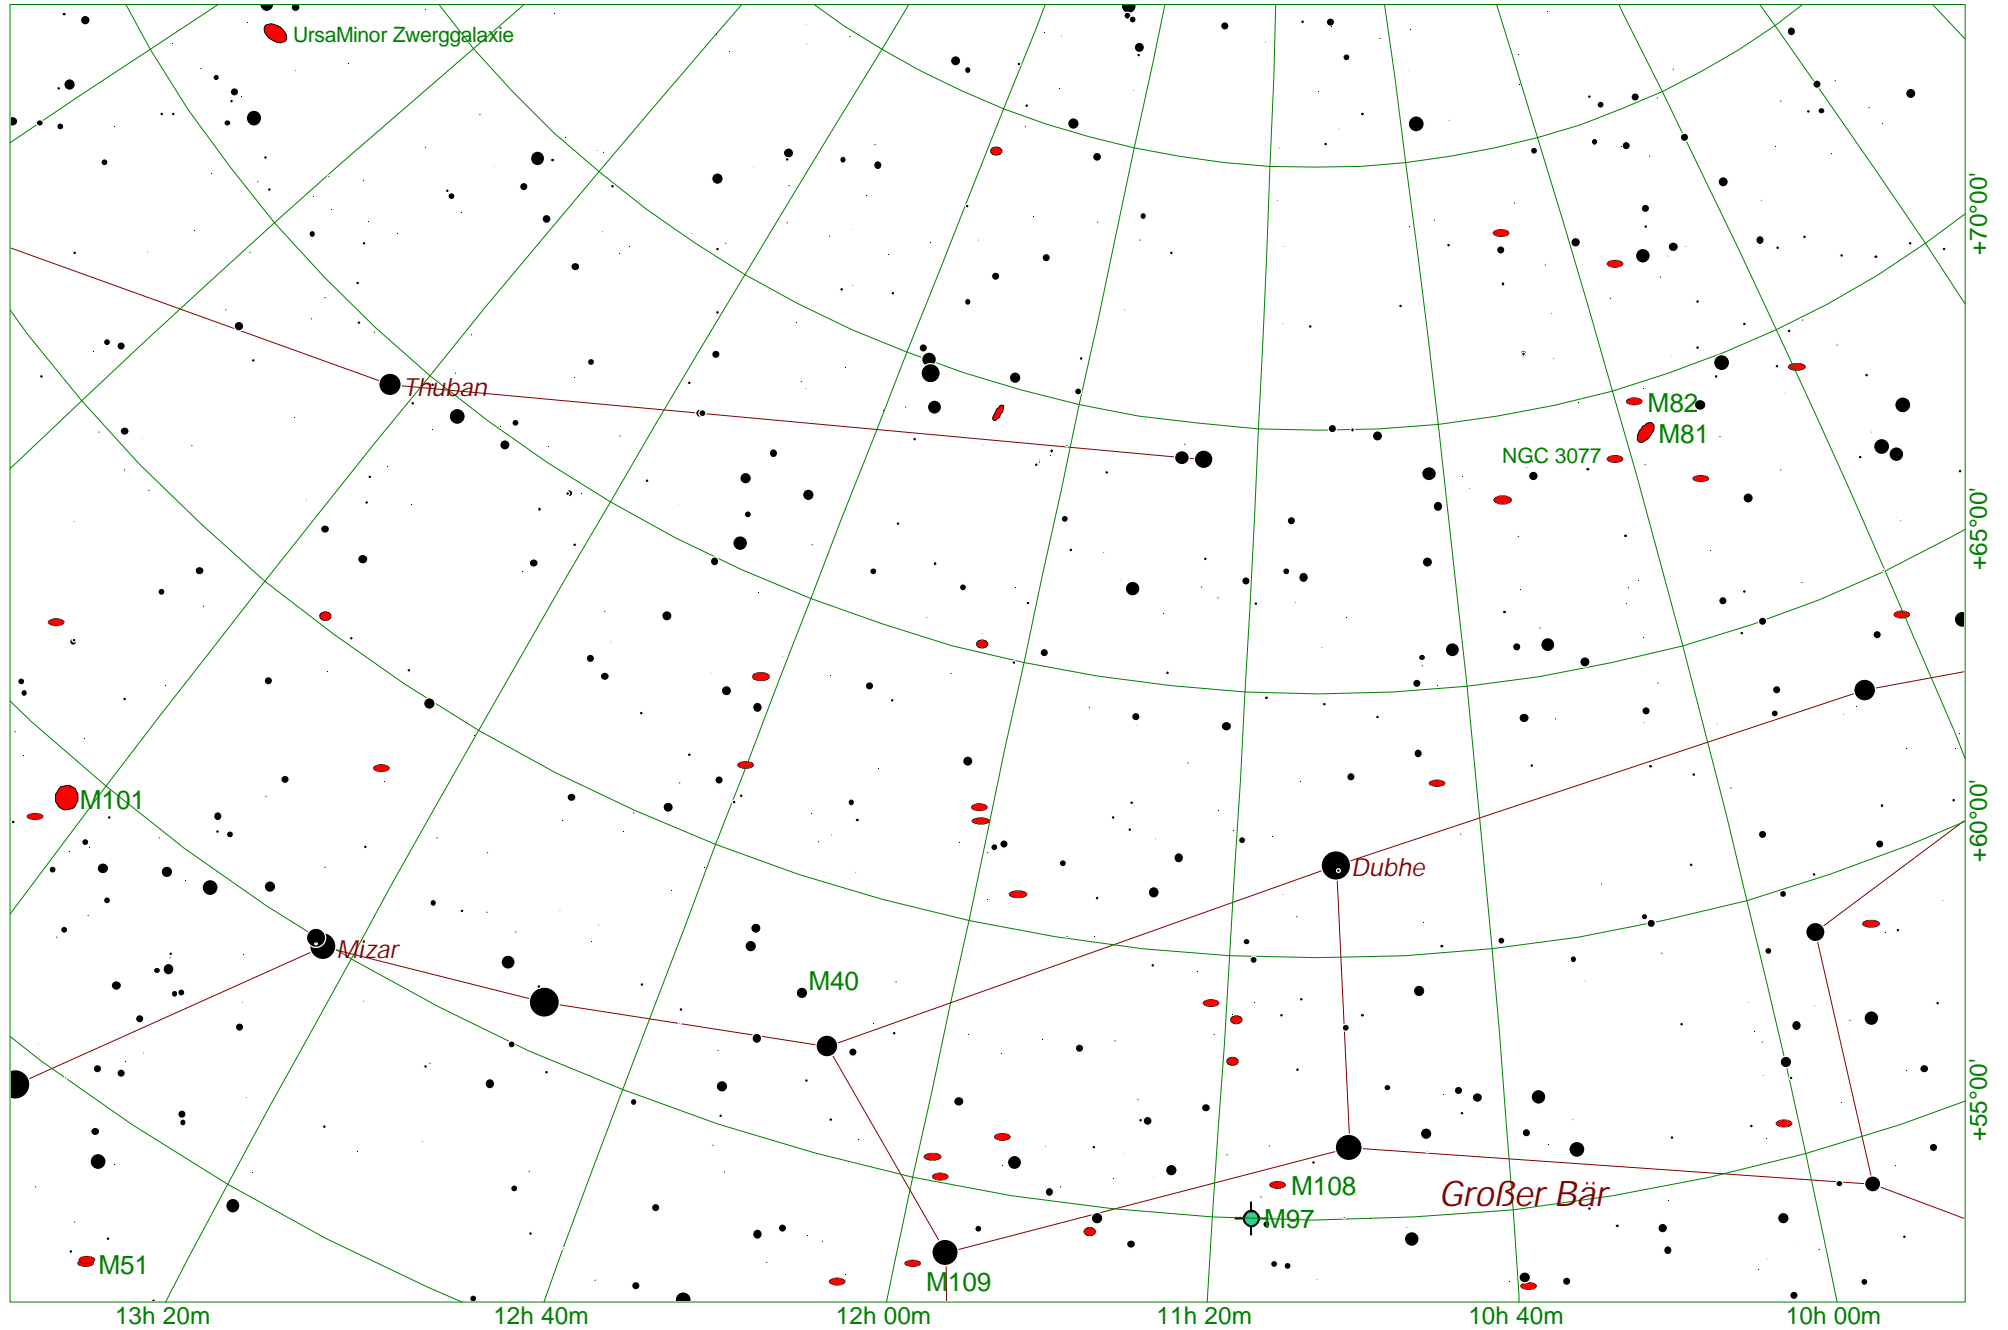 UrsaMinor Zwerggalaxie
+70°00'
Thuban
M82
M81
NGC 3077
+65°00'
M101
+60°00'
Dubhe
Mizar
M40
+55°00'
M108
Großer Bär
M97
M51
M109
13h 20m
12h 40m
12h 00m
11h 20m
10h 40m
10h 00m